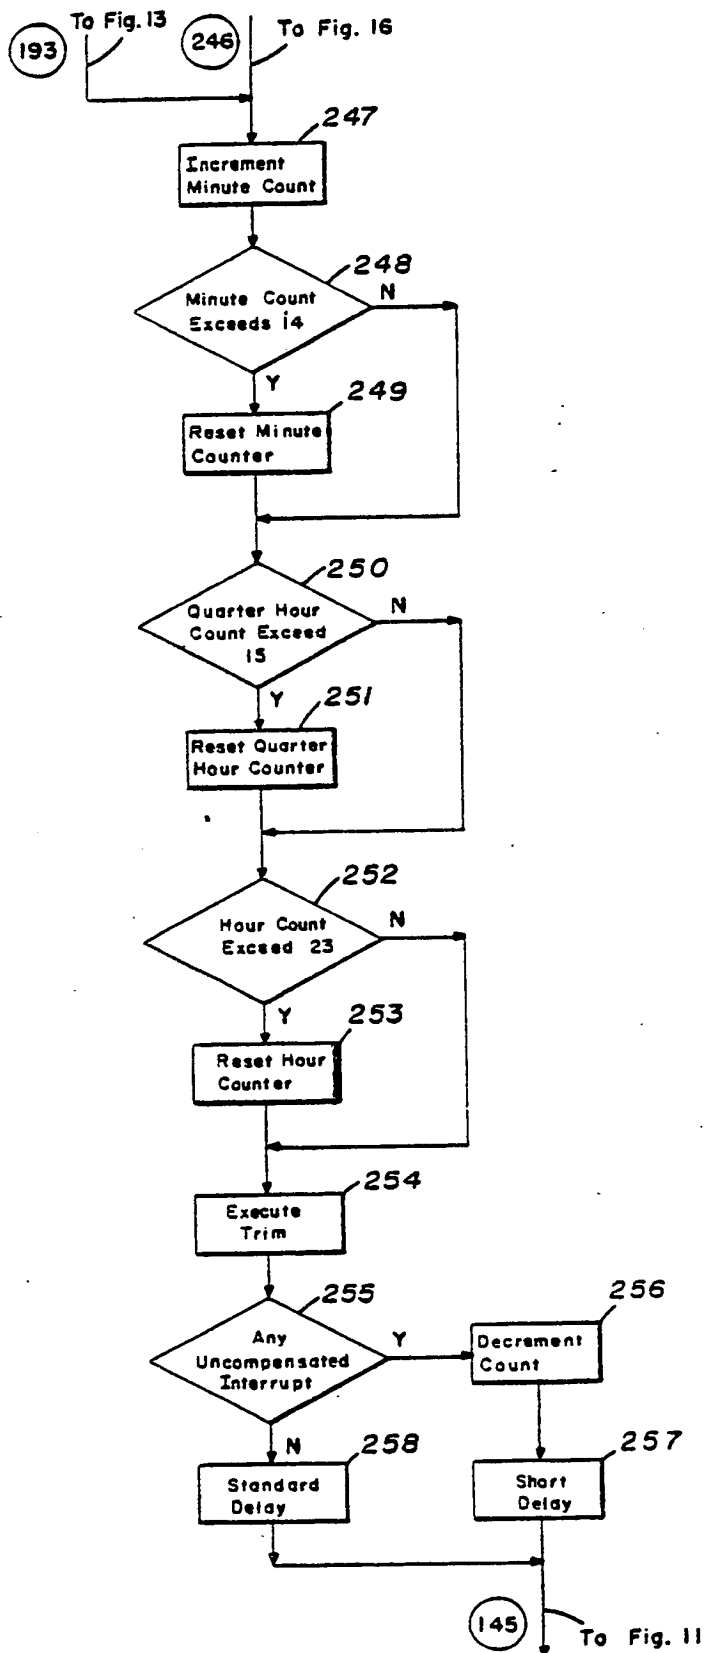 To Fig. 13
193
246
To Fig. 16
247
Increment
Minute Count
248
Minute Count
Exceeds 14
N
Y
249
Reset Minute
Counter
250
Quarter Hour
Count Exceed
15
N
Y
251
Reset Quarter
Hour Counter
252
Hour Count
Exceed 23
N
Y
253
Reset Hour
Counter
254
Execute
Trim
255
Any
Uncompensated
Interrupt
Y
N
256
Decrement
Count
258
Standard
Delay
257
Short
Delay
145
To Fig. 11